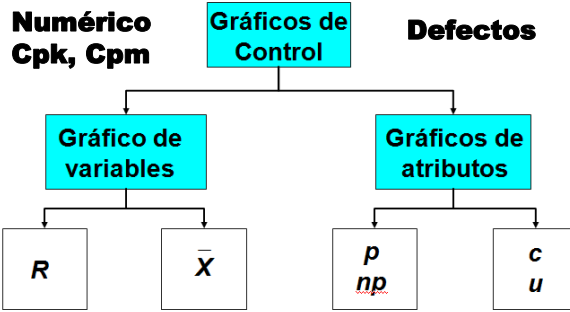 Numérico
Cpk, Cpm
Gráficos de
Control
Defectos
Gráfico de
variables
Gráficos de
atributos
R
X̅
p
np
c
u